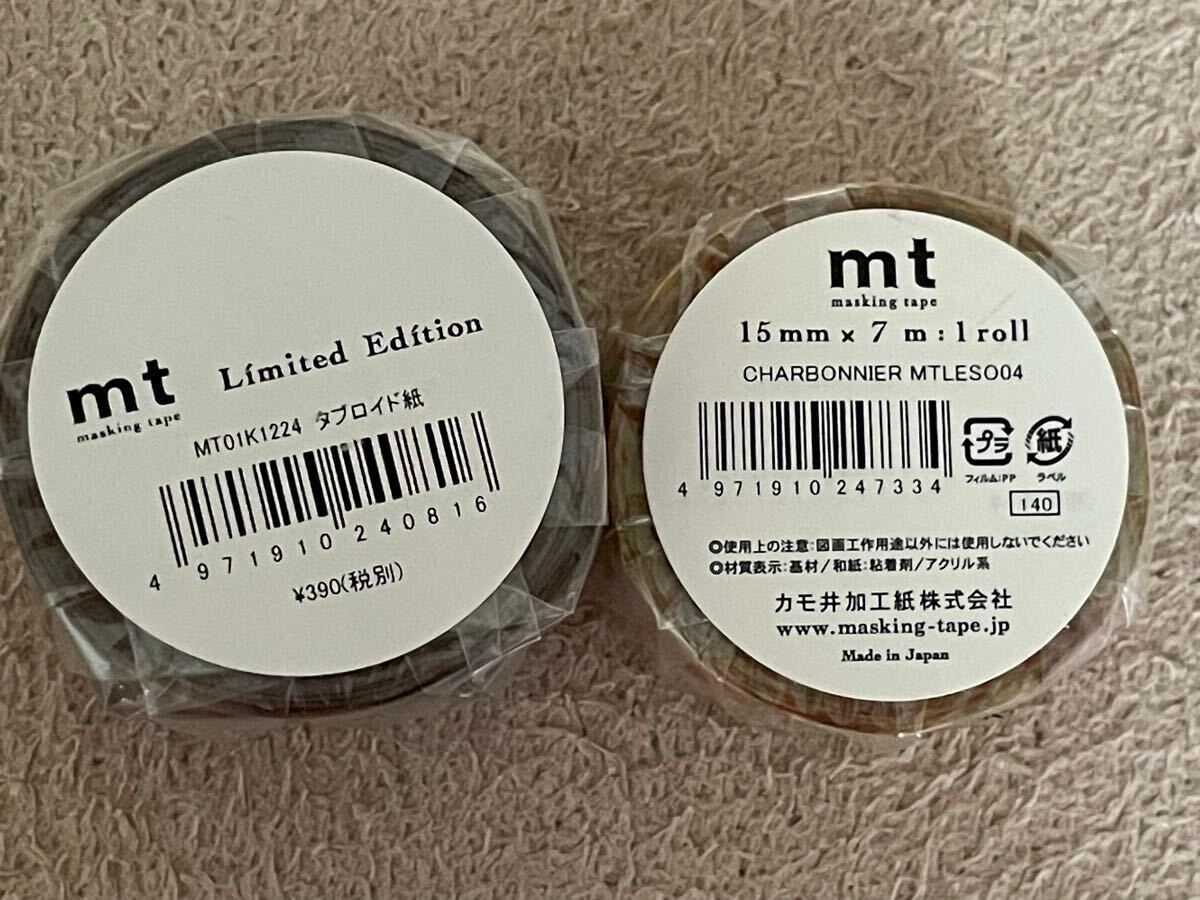 mt
masking tape
Limited Edition
MT01K1224 タブロイド紙
4 971910 240816
¥390(税別)
mt
masking tape
15mm × 7 m : 1 roll
CHARBONNIER MTLESO04
4 971910 247334
プラ
フィルム:PP
紙
ラベル
140
◎使用上の注意:図画工作用途以外には使用しないでください
◎材質表示:基材/和紙:粘着剤/アクリル系
カモ井加工紙株式会社
www.masking-tape.jp
Made in Japan